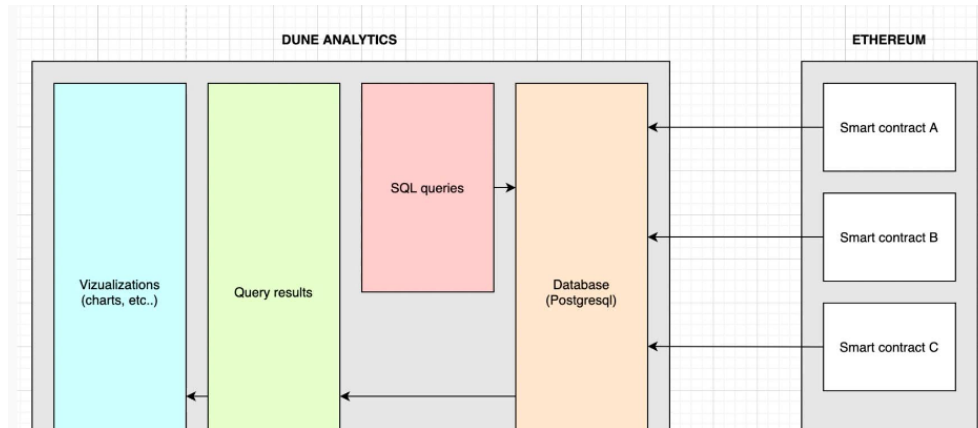 DUNE ANALYTICS
ETHEREUM
Vizualizations
(charts, etc..)
Query results
SQL queries
Database
(Postgresql)
Smart contract A
Smart contract B
Smart contract C